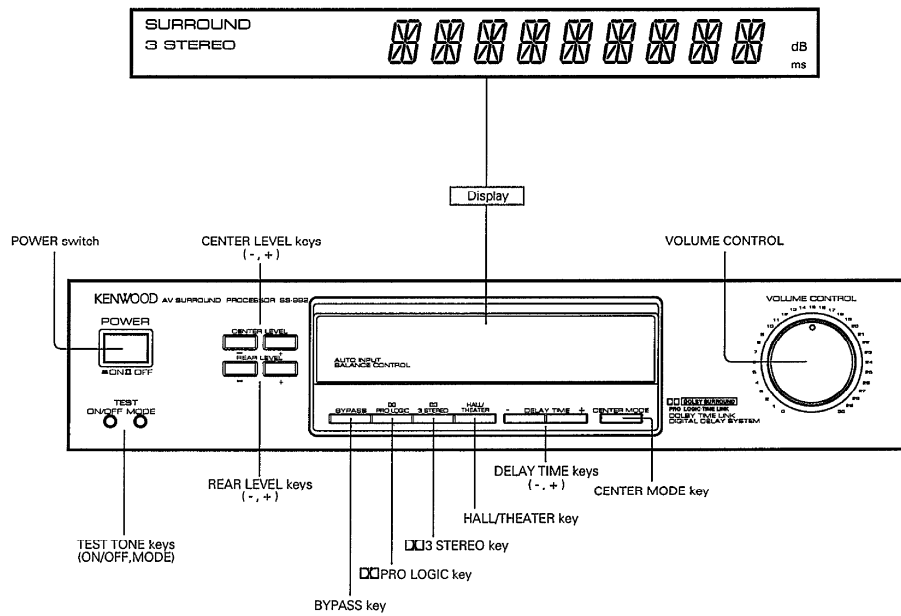 SURROUND
3 STEREO
dB
ms
Display
POWER switch
CENTER LEVEL keys
(-,+)
VOLUME CONTROL
KENWOOD AV SURROUND PROCESSOR SS-992
POWER
ON OFF
TEST
ON/OFF MODE
CENTER LEVEL
- +
REAR LEVEL
- +
AUTO INPUT
BALANCE CONTROL
BYPASS
PRO LOGIC
3 STEREO
HALL/
THEATER
- DELAY TIME +
CENTER MODE
DOLBY SURROUND
PRO LOGIC TIME LINK
DOLBY TIME LINK
DIGITAL DELAY SYSTEM
VOLUME CONTROL
REAR LEVEL keys
(-,+)
DELAY TIME keys
(-,+)
CENTER MODE key
HALL/THEATER key
3 STEREO key
PRO LOGIC key
BYPASS key
TEST TONE keys
(ON/OFF,MODE)